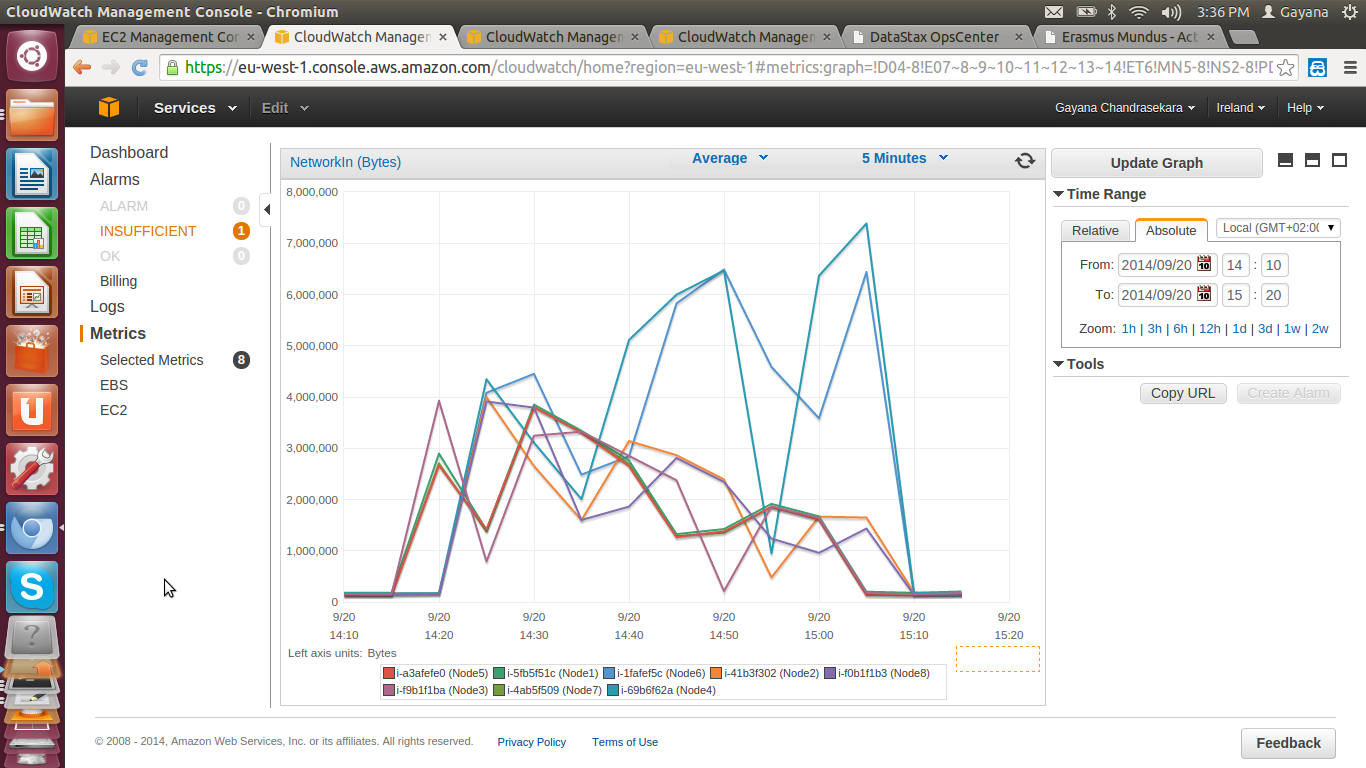 CloudWatch Management Console - Chromium
3:36 PM Gayana
EC2 Management Cor
CloudWatch Managen
CloudWatch Managen
CloudWatch Managen
DataStax OpsCenter
Erasmus Mundus - Act
https://eu-west-1.console.aws.amazon.com/cloudwatch/home?region=eu-west-1#metrics:graph=!D04-8!E07~8~9~10~11~12~13~14!ET6!MN5-8!NS2-8!PD
Services Edit
Gayana Chandrasekara Ireland Help
Dashboard
Alarms
ALARM 0
INSUFFICIENT 1
OK 0
Billing
Logs
Metrics
Selected Metrics 8
EBS
EC2
NetworkIn (Bytes) Average 5 Minutes
8,000,000
7,000,000
6,000,000
5,000,000
4,000,000
3,000,000
2,000,000
1,000,000
0
9/20 9/20 9/20 9/20 9/20 9/20 9/20 9/20
14:10 14:20 14:30 14:40 14:50 15:00 15:10 15:20
Left axis units: Bytes
i-a3afefe0 (Node5) i-5fb5f51c (Node1) i-1fafef5c (Node6) i-41b3f302 (Node2) i-f0b1f1b3 (Node8)
i-f9b1f1ba (Node3) i-4ab5f509 (Node7) i-69b6f62a (Node4)
Update Graph
Time Range
Relative Absolute Local (GMT+02:00
From: 2014/09/20 10 14 : 10
To: 2014/09/20 10 15 : 20
Zoom: 1h | 3h | 6h | 12h | 1d | 3d | 1w | 2w
Tools
Copy URL Create Alarm
© 2008 - 2014, Amazon Web Services, Inc. or its affiliates. All rights reserved. Privacy Policy Terms of Use
Feedback